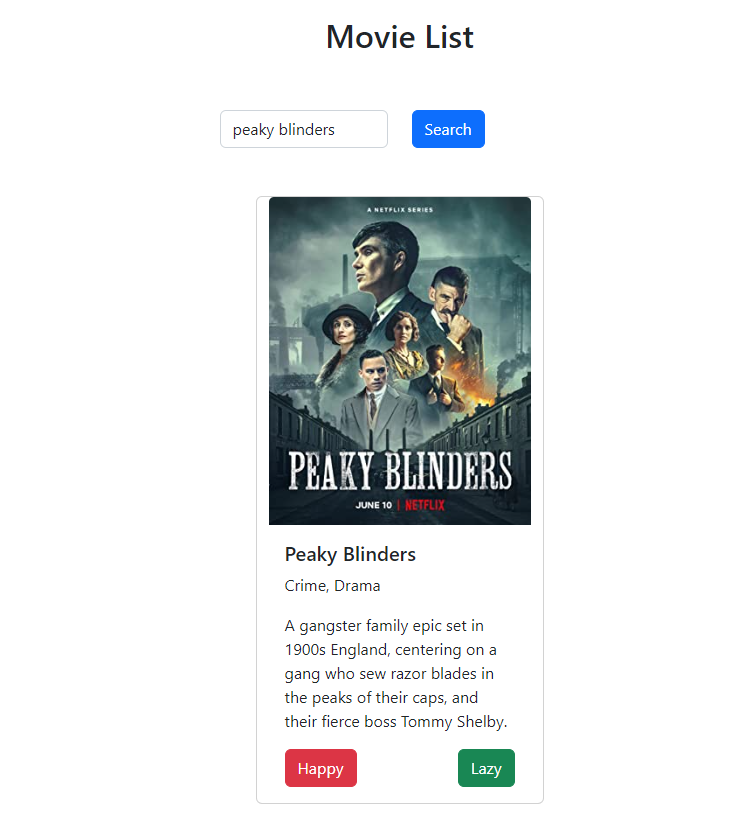 Movie List
peaky blinders
Search
A NETFLIX SERIES
PEAKY BLINDERS
JUNE 10 | NETFLIX
Peaky Blinders
Crime, Drama
A gangster family epic set in
1900s England, centering on a
gang who sew razor blades in
the peaks of their caps, and
their fierce boss Tommy Shelby.
Happy
Lazy